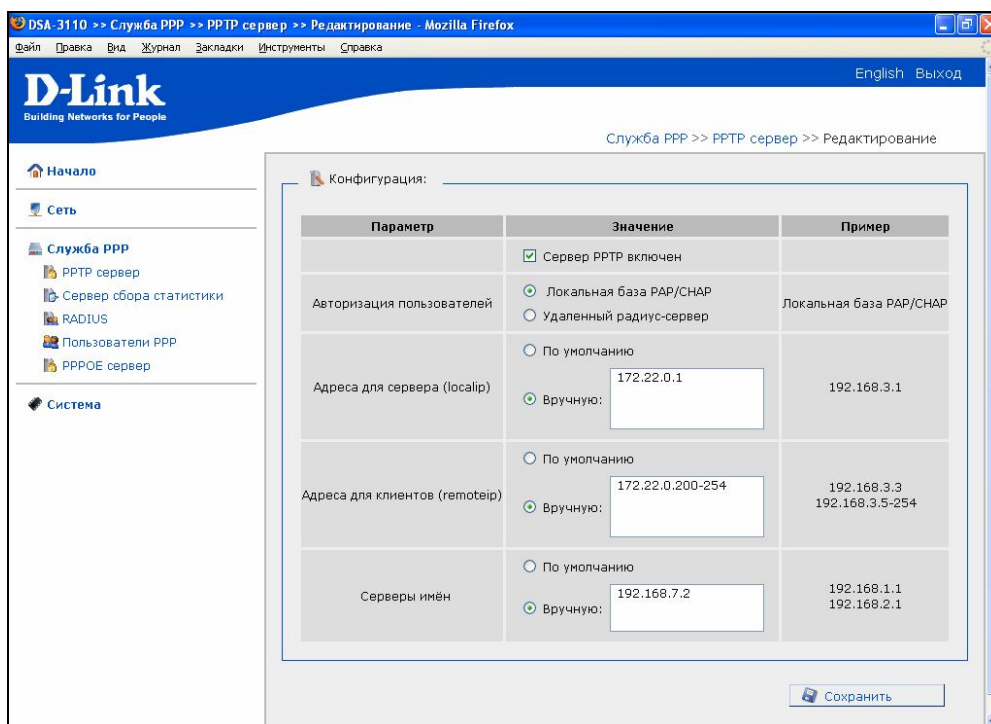 DSA-3110 >> Служба PPP >> PPTP сервер >> Редактирование - Mozilla Firefox
Файл Правка Вид Журнал Закладки Инструменты Справка
English Выход
D-Link
Building Networks for People
Служба PPP >> PPTP сервер >> Редактирование
Начало
Сеть
Служба PPP
PPTP сервер
Сервер сбора статистики
RADIUS
Пользователи PPP
PPPOE сервер
Система
Конфигурация:
Параметр Значение Пример
Сервер PPTP включен
Авторизация пользователей
Локальная база PAP/CHAP
Удаленный радиус-сервер
Локальная база PAP/CHAP
Адреса для сервера (localip)
По умолчанию
Вручную: 172.22.0.1
192.168.3.1
Адреса для клиентов (remoteip)
По умолчанию
Вручную: 172.22.0.200-254
192.168.3.3
192.168.3.5-254
Серверы имён
По умолчанию
Вручную: 192.168.7.2
192.168.1.1
192.168.2.1
Сохранить